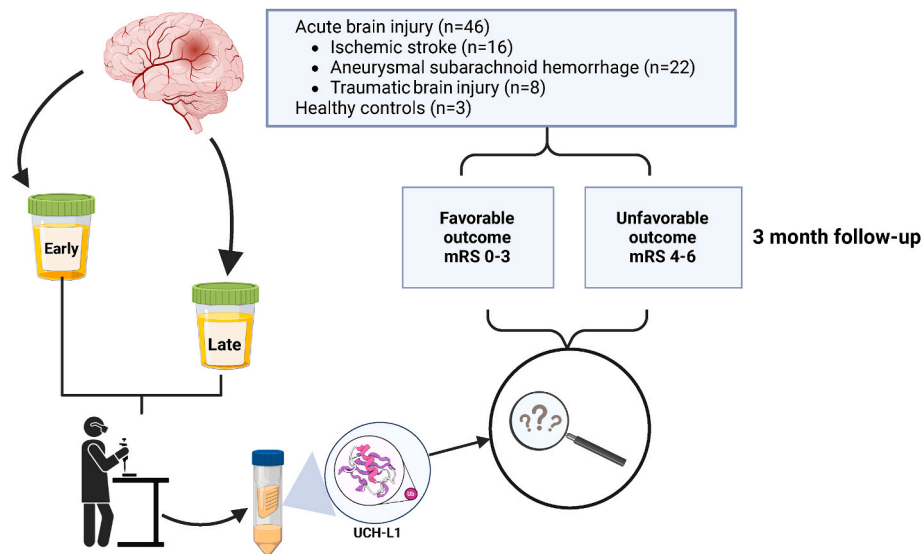 Acute brain injury (n=46)
• Ischemic stroke (n=16)
• Aneurysmal subarachnoid hemorrhage (n=22)
• Traumatic brain injury (n=8)
Healthy controls (n=3)
Early
Late
Favorable
outcome
mRS 0-3
Unfavorable
outcome
mRS 4-6
3 month follow-up
???
Ub
UCH-L1